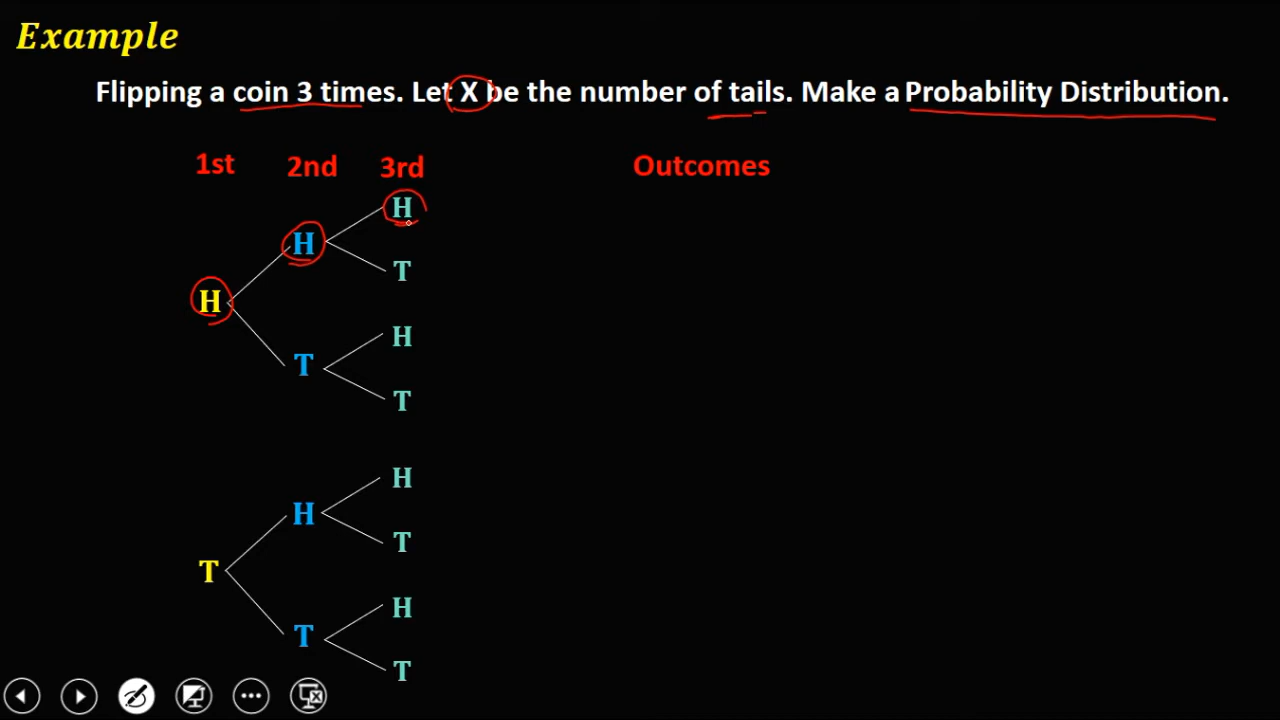 Example
Flipping a coin 3 times. Let X be the number of tails. Make a Probability Distribution.
1st 2nd 3rd Outcomes
H
H
T
H
T
H
T
H
H
T
H
T
T
H
T